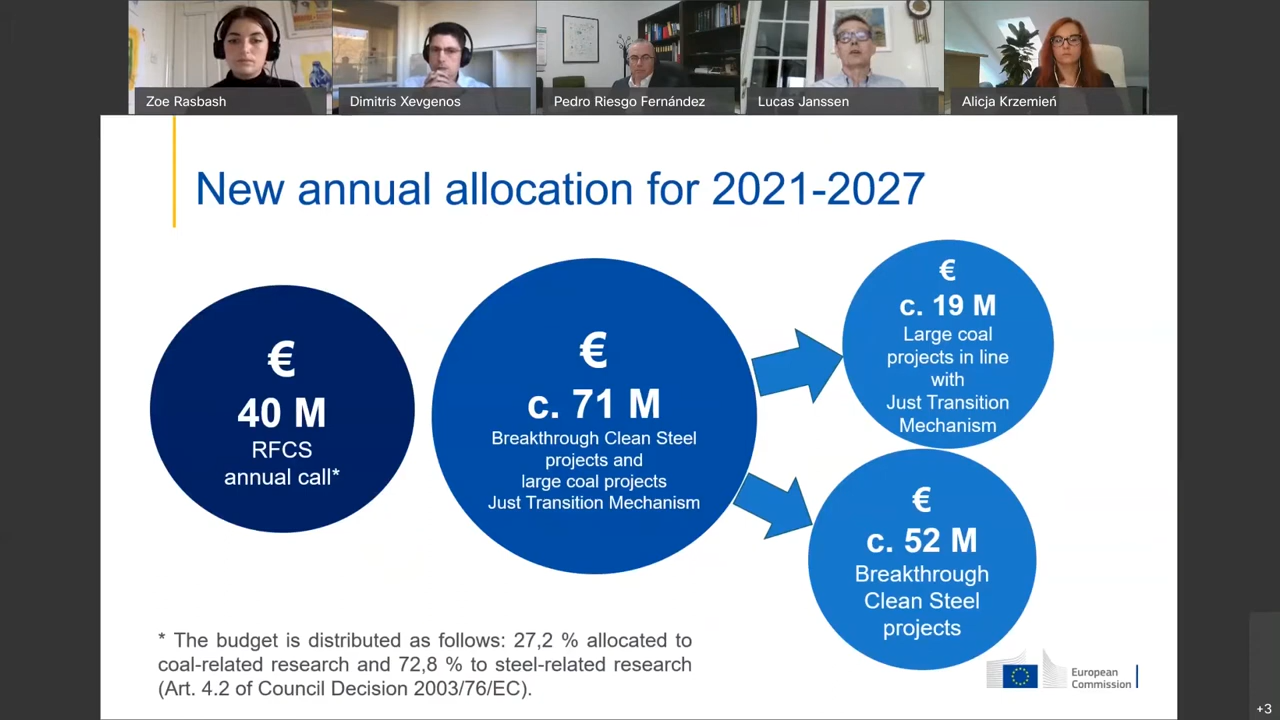 Zoe Rasbash
Dimitris Xevgenos
Pedro Riesgo Fernández
Lucas Janssen
Alicja Krzemień
New annual allocation for 2021-2027
€
40 M
RFCS
annual call*
€
c. 71 M
Breakthrough Clean Steel
projects and
large coal projects
Just Transition Mechanism
€
c. 19 M
Large coal
projects in line
with
Just Transition
Mechanism
€
c. 52 M
Breakthrough
Clean Steel
projects
* The budget is distributed as follows: 27,2 % allocated to
coal-related research and 72,8 % to steel-related research
(Art. 4.2 of Council Decision 2003/76/EC).
European
Commission
+3